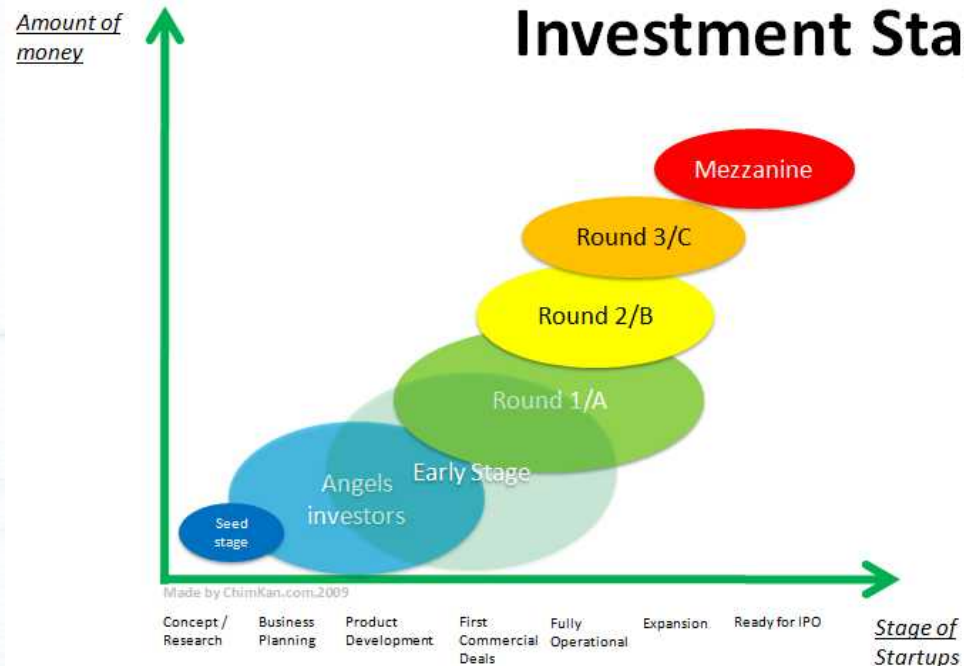 Amount of
money
Investment Sta
Mezzanine
Round 3/C
Round 2/B
Round 1/A
Early Stage
Angels
investors
Seed
stage
Made by ChimKan.com.2009
Concept /
Research
Business
Planning
Product
Development
First
Commercial
Deals
Fully
Operational
Expansion
Ready for IPO
Stage of
Startups